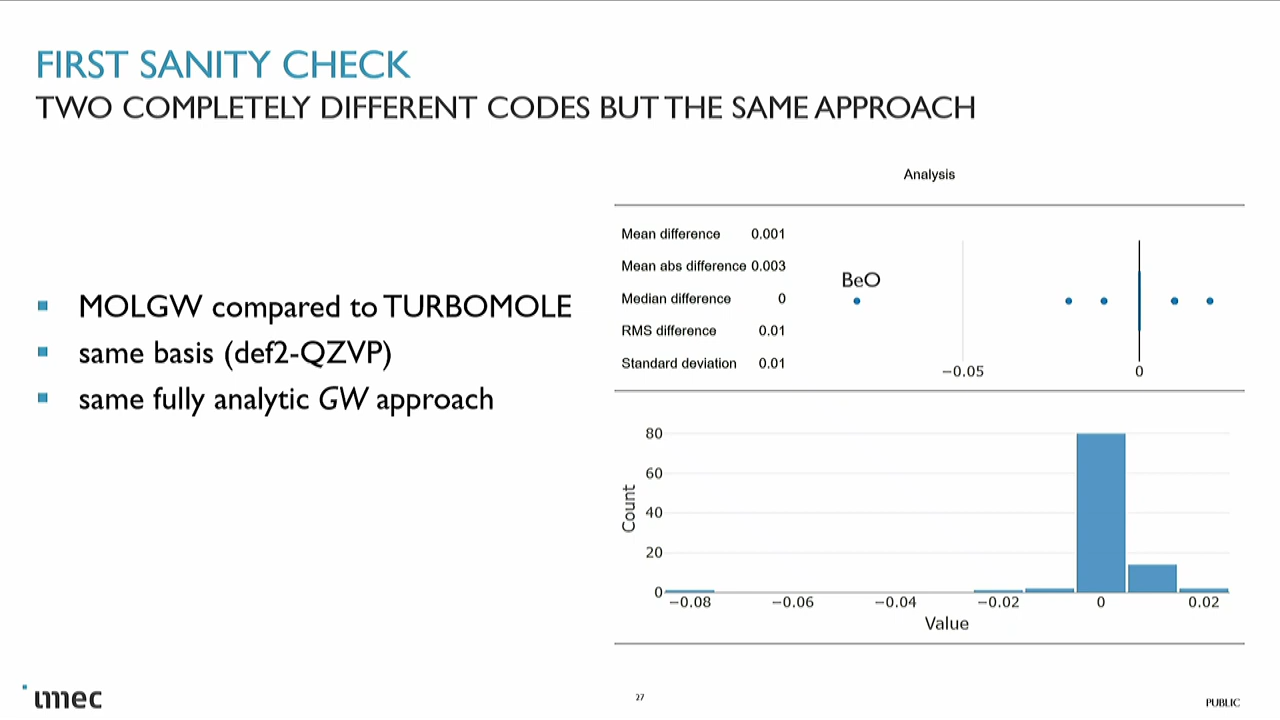 FIRST SANITY CHECK
TWO COMPLETELY DIFFERENT CODES BUT THE SAME APPROACH
▪ MOLGW compared to TURBOMOLE
▪ same basis (def2-QZVP)
▪ same fully analytic GW approach
Analysis
Mean difference 0.001
Mean abs difference 0.003
Median difference 0
RMS difference 0.01
Standard deviation 0.01
BeO
−0.05 0
80
60
40
20
0
Count
−0.08 −0.06 −0.04 −0.02 0 0.02
Value
imec
27
PUBLIC